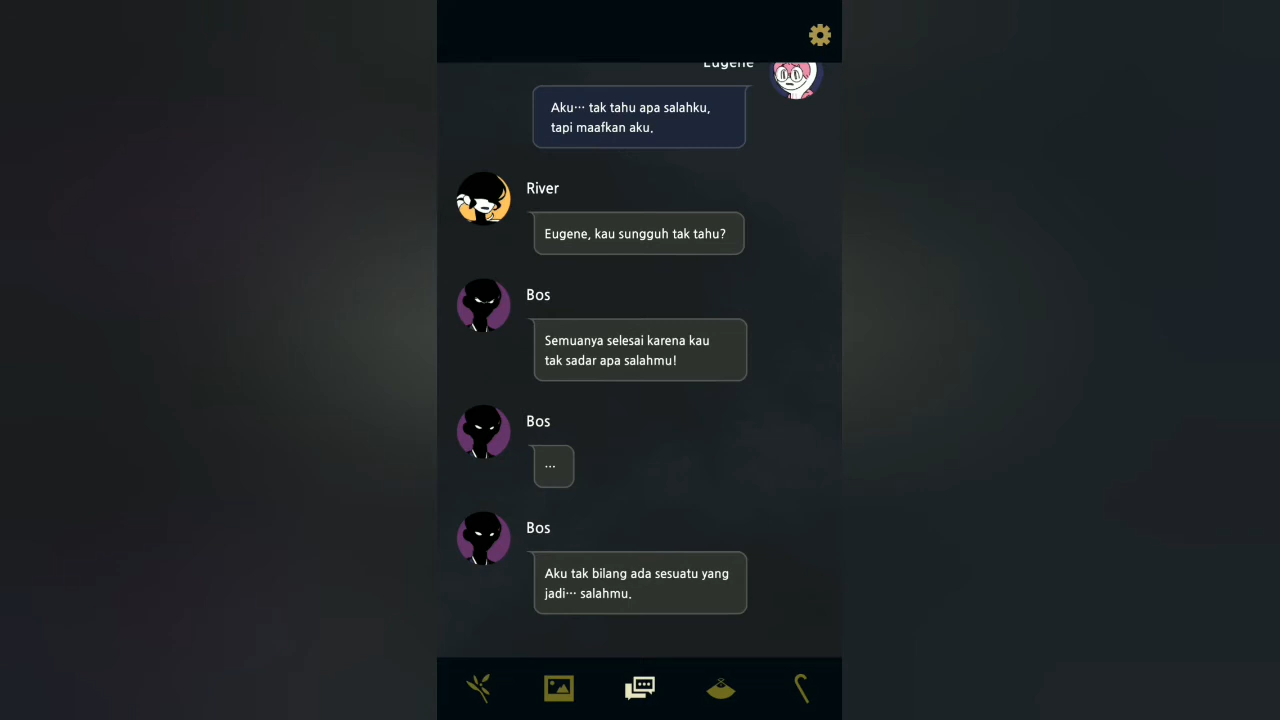 Eugene
Aku… tak tahu apa salahku,
tapi maafkan aku.
River
Eugene, kau sungguh tak tahu?
Bos
Semuanya selesai karena kau
tak sadar apa salahmu!
Bos
…
Bos
Aku tak bilang ada sesuatu yang
jadi… salahmu.